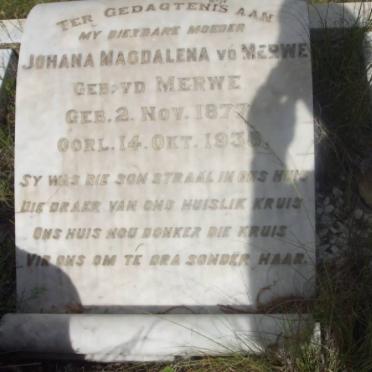 TER GEDAGTENIS AAN
MY DIERBARE MOEDER
JOHANA MAGDALENA VD MERWE
GEB: VD MERWE
GEB. 2. NOV. 1877
OORL. 14. OKT.
SY WAS DIE SON STRAAL IN ONS HUIS
DIE DRAER VAN ONS HUISLIK KRUIS
ONS HUIS NOU DONKER DIE KRUIS
VIR ONS OM TE DRA SONDER HAAR.